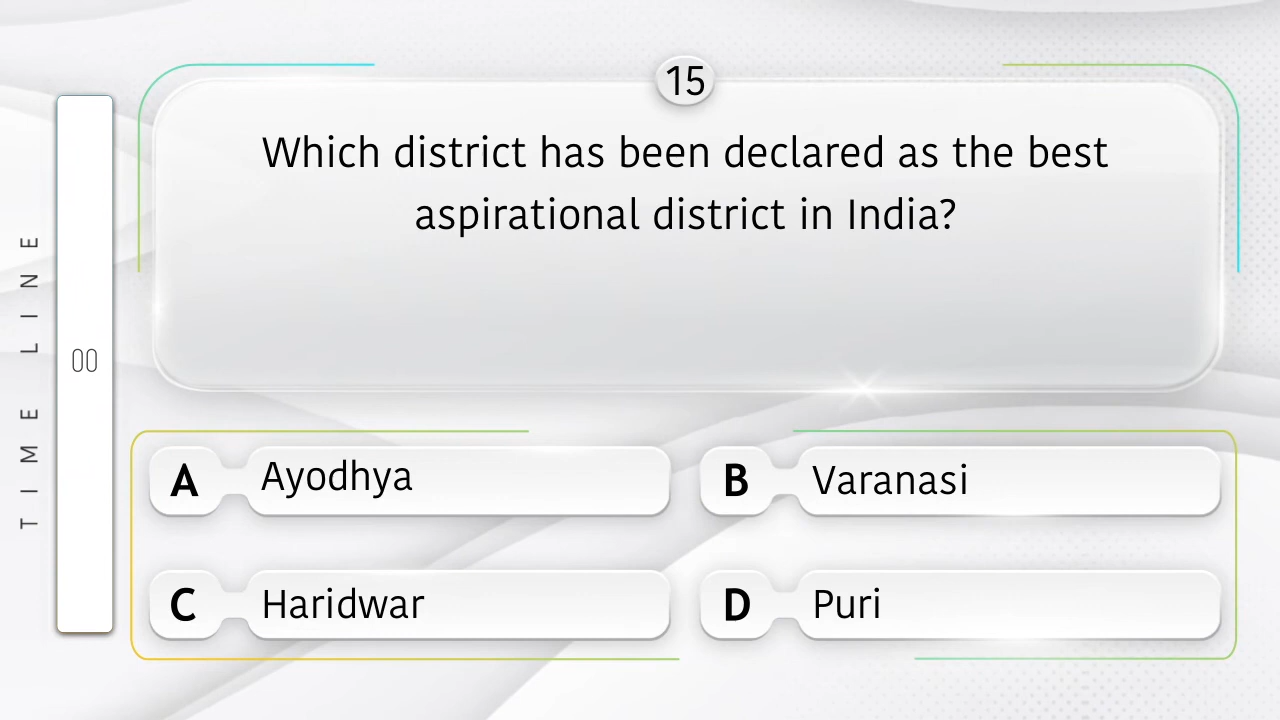 15
Which district has been declared as the best
aspirational district in India?
TIME LINE
00
A Ayodhya
B Varanasi
C Haridwar
D Puri